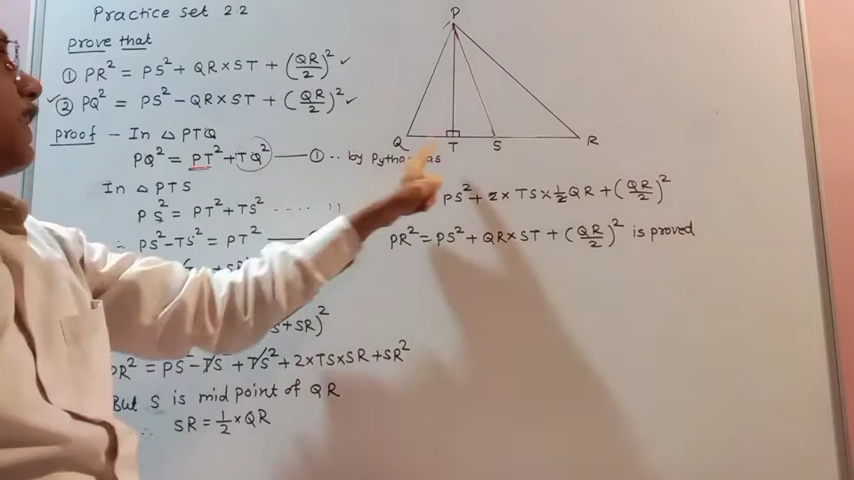 Practice set 2 2
prove that
① PR² = PS² + QR × ST + (QR/2)² ✓
✓② PQ² = PS² - QR × ST + (QR/2)² ✓
proof - In △ PTQ
PQ² = PT² + TQ² — ① .. by Pytha as
In △ PTS
PS² = PT² + TS² .... ,,
∴ PS² - TS² = PT²
S + SR)²
PR² = PS² - TS² + TS² + 2 × TS × SR + SR²
But S is mid point of QR
∴ SR = 1/2 × QR
P
Q T S R
PS² + 2 × TS × 1/2 QR + (QR/2)²
PR² = PS² + QR × ST + (QR/2)² is proved